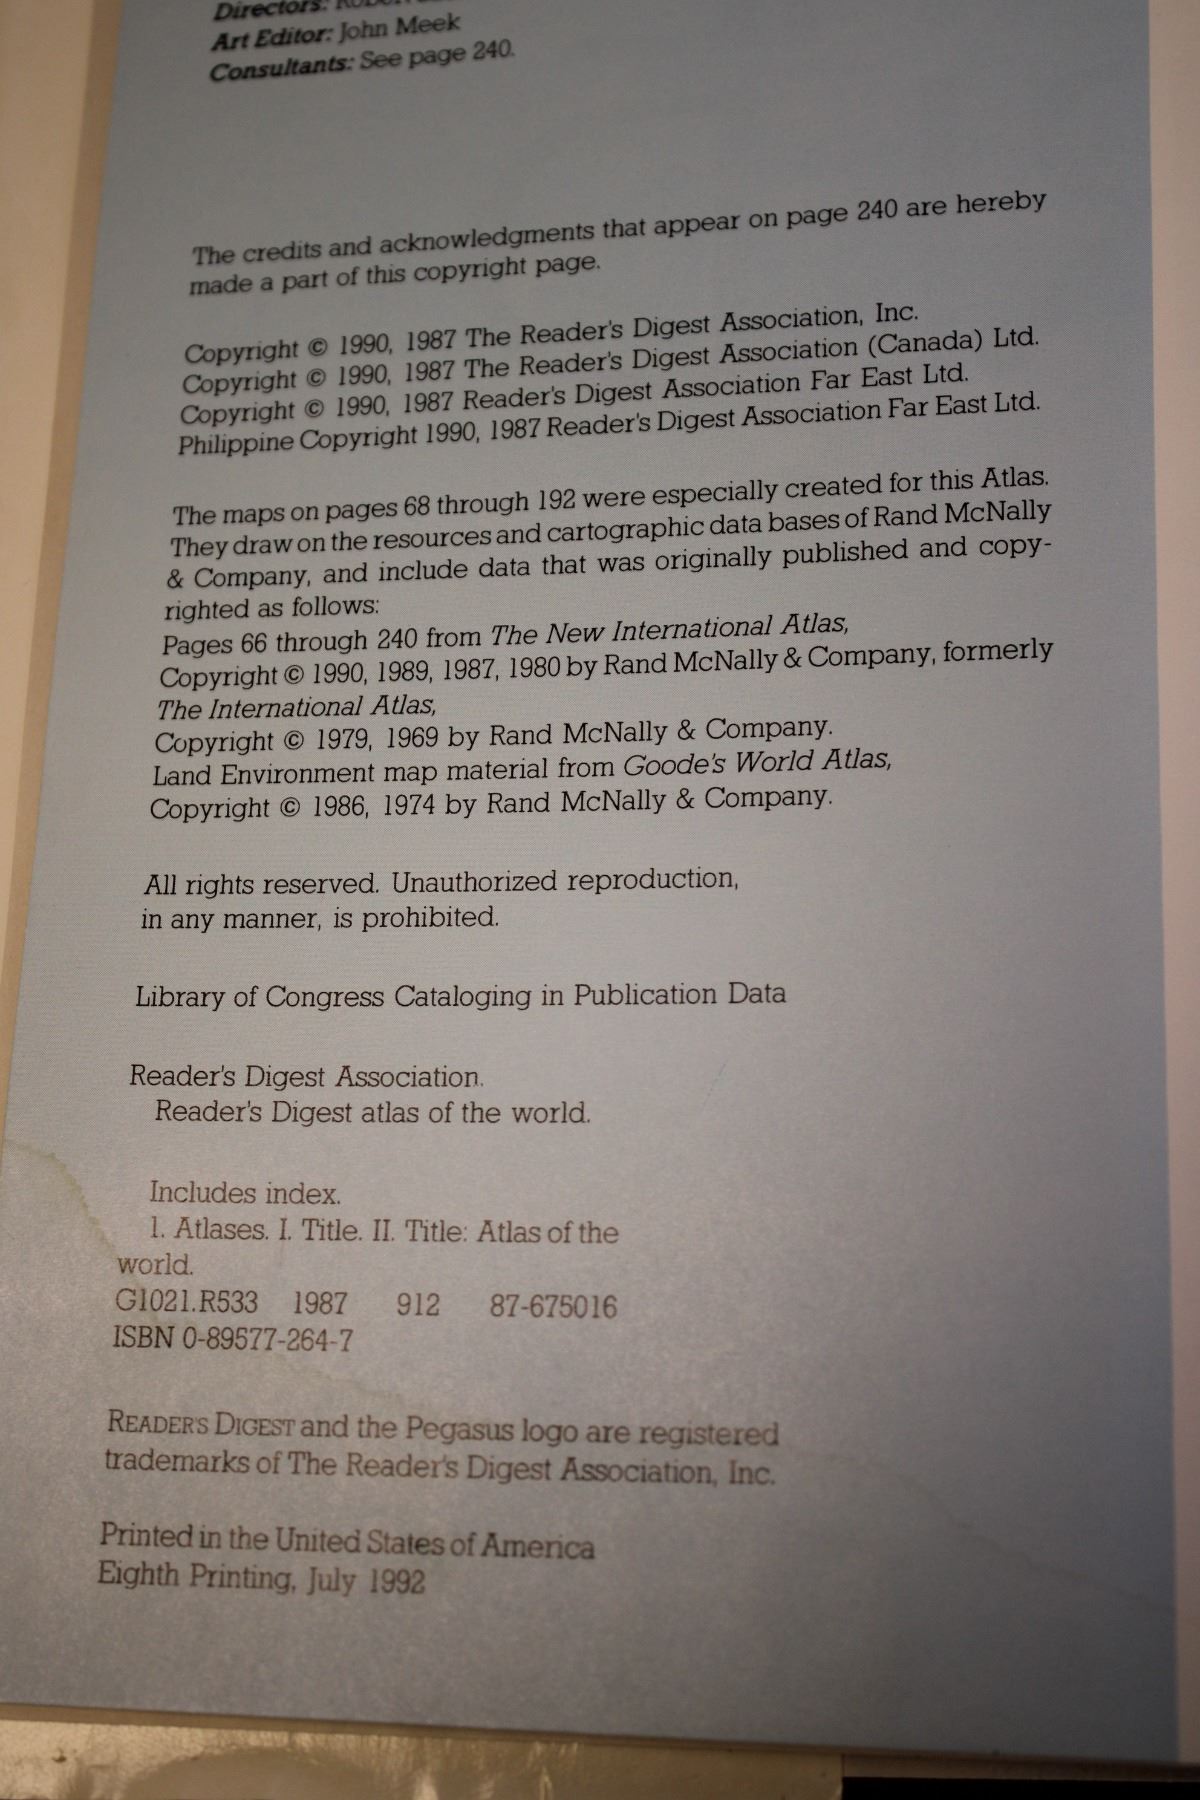 Directors:
Art Editor: John Meek
Consultants: See page 240.
The credits and acknowledgments that appear on page 240 are hereby
made a part of this copyright page.
Copyright © 1990, 1987 The Reader's Digest Association, Inc.
Copyright © 1990, 1987 The Reader's Digest Association (Canada) Ltd.
Copyright © 1990, 1987 Reader's Digest Association Far East Ltd.
Philippine Copyright 1990, 1987 Reader's Digest Association Far East Ltd.
The maps on pages 68 through 192 were especially created for this Atlas.
They draw on the resources and cartographic data bases of Rand McNally
& Company, and include data that was originally published and copy-
righted as follows:
Pages 66 through 240 from The New International Atlas,
Copyright © 1990, 1989, 1987, 1980 by Rand McNally & Company, formerly
The International Atlas,
Copyright © 1979, 1969 by Rand McNally & Company.
Land Environment map material from Goode's World Atlas,
Copyright © 1986, 1974 by Rand McNally & Company.
All rights reserved. Unauthorized reproduction,
in any manner, is prohibited.
Library of Congress Cataloging in Publication Data
Reader's Digest Association.
Reader's Digest atlas of the world.
Includes index.
1. Atlases. I. Title. II. Title: Atlas of the
world.
G1021.R533 1987 912 87-675016
ISBN 0-89577-264-7
READER'S DIGEST and the Pegasus logo are registered
trademarks of The Reader's Digest Association, Inc.
Printed in the United States of America
Eighth Printing, July 1992